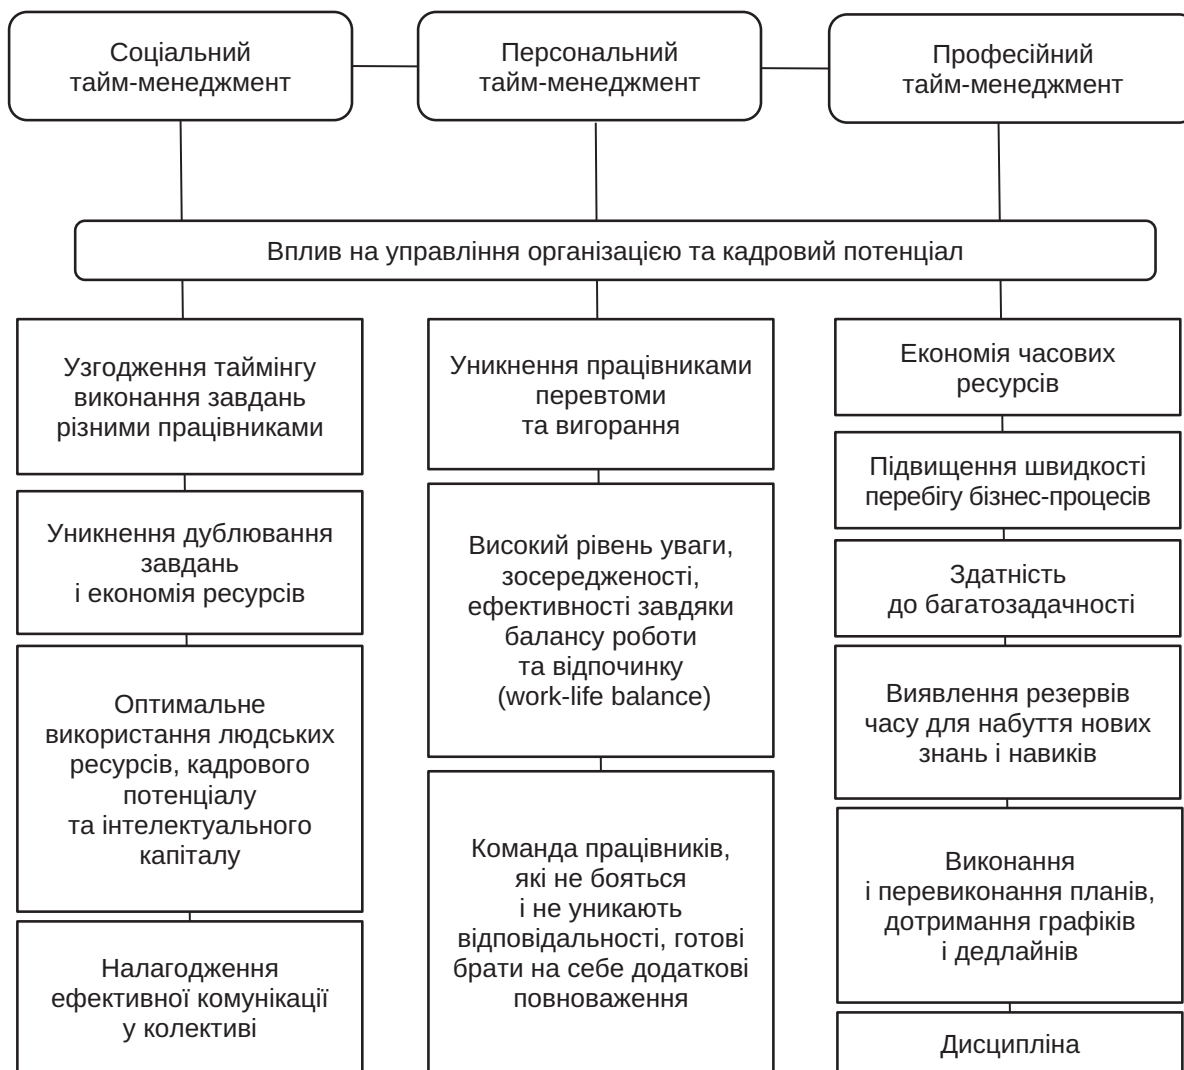 Соціальний
тайм-менеджмент
Персональний
тайм-менеджмент
Професійний
тайм-менеджмент
Вплив на управління організацією та кадровий потенціал
Узгодження таймінгу
виконання завдань
різними працівниками
Уникнення дублювання
завдань
і економія ресурсів
Оптимальне
використання людських
ресурсів, кадрового
потенціалу
та інтелектуального
капіталу
Налагодження
ефективної комунікації
у колективі
Уникнення працівниками
перевтоми
та вигорання
Високий рівень уваги,
зосередженості,
ефективності завдяки
балансу роботи
та відпочинку
(work-life balance)
Команда працівників,
які не бояться
і не уникають
відповідальності, готові
брати на себе додаткові
повноваження
Економія часових
ресурсів
Підвищення швидкості
перебігу бізнес-процесів
Здатність
до багатозадачності
Виявлення резервів
часу для набуття нових
знань і навиків
Виконання
і перевиконання планів,
дотримання графіків
і дедлайнів
Дисципліна